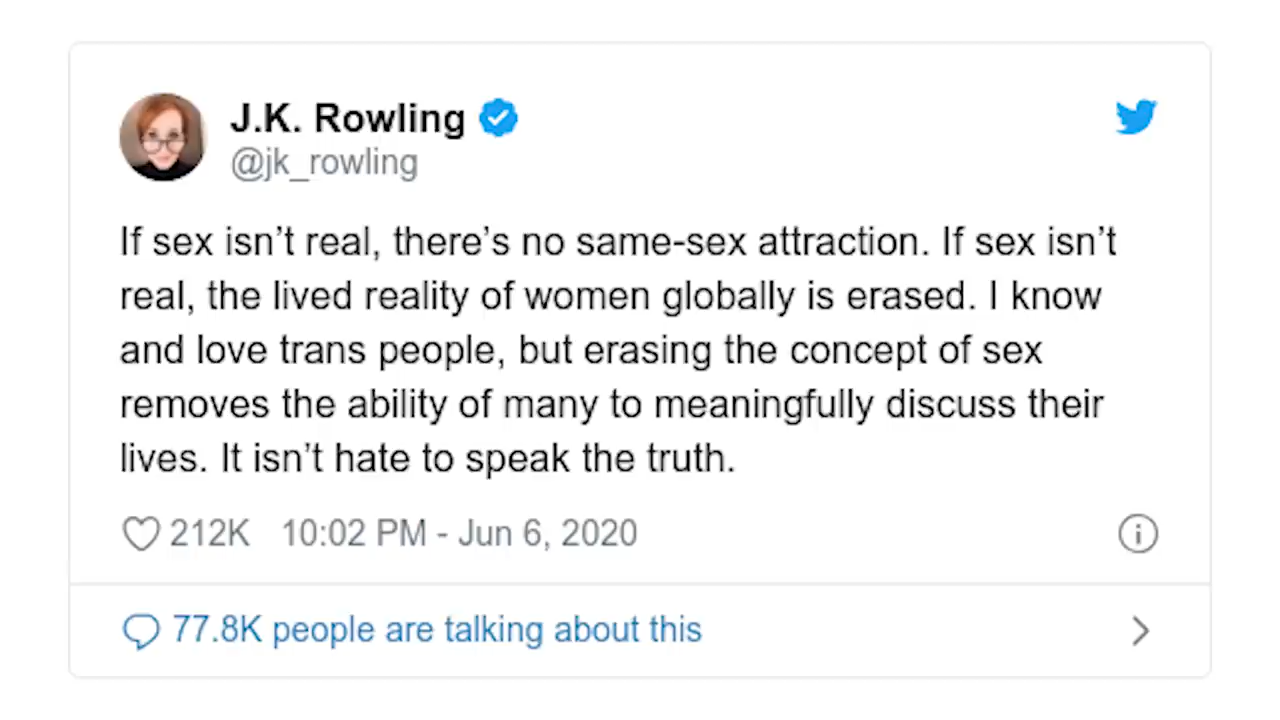 J.K. Rowling
@jk_rowling
If sex isn’t real, there’s no same-sex attraction. If sex isn’t
real, the lived reality of women globally is erased. I know
and love trans people, but erasing the concept of sex
removes the ability of many to meaningfully discuss their
lives. It isn’t hate to speak the truth.
212K 10:02 PM - Jun 6, 2020
77.8K people are talking about this